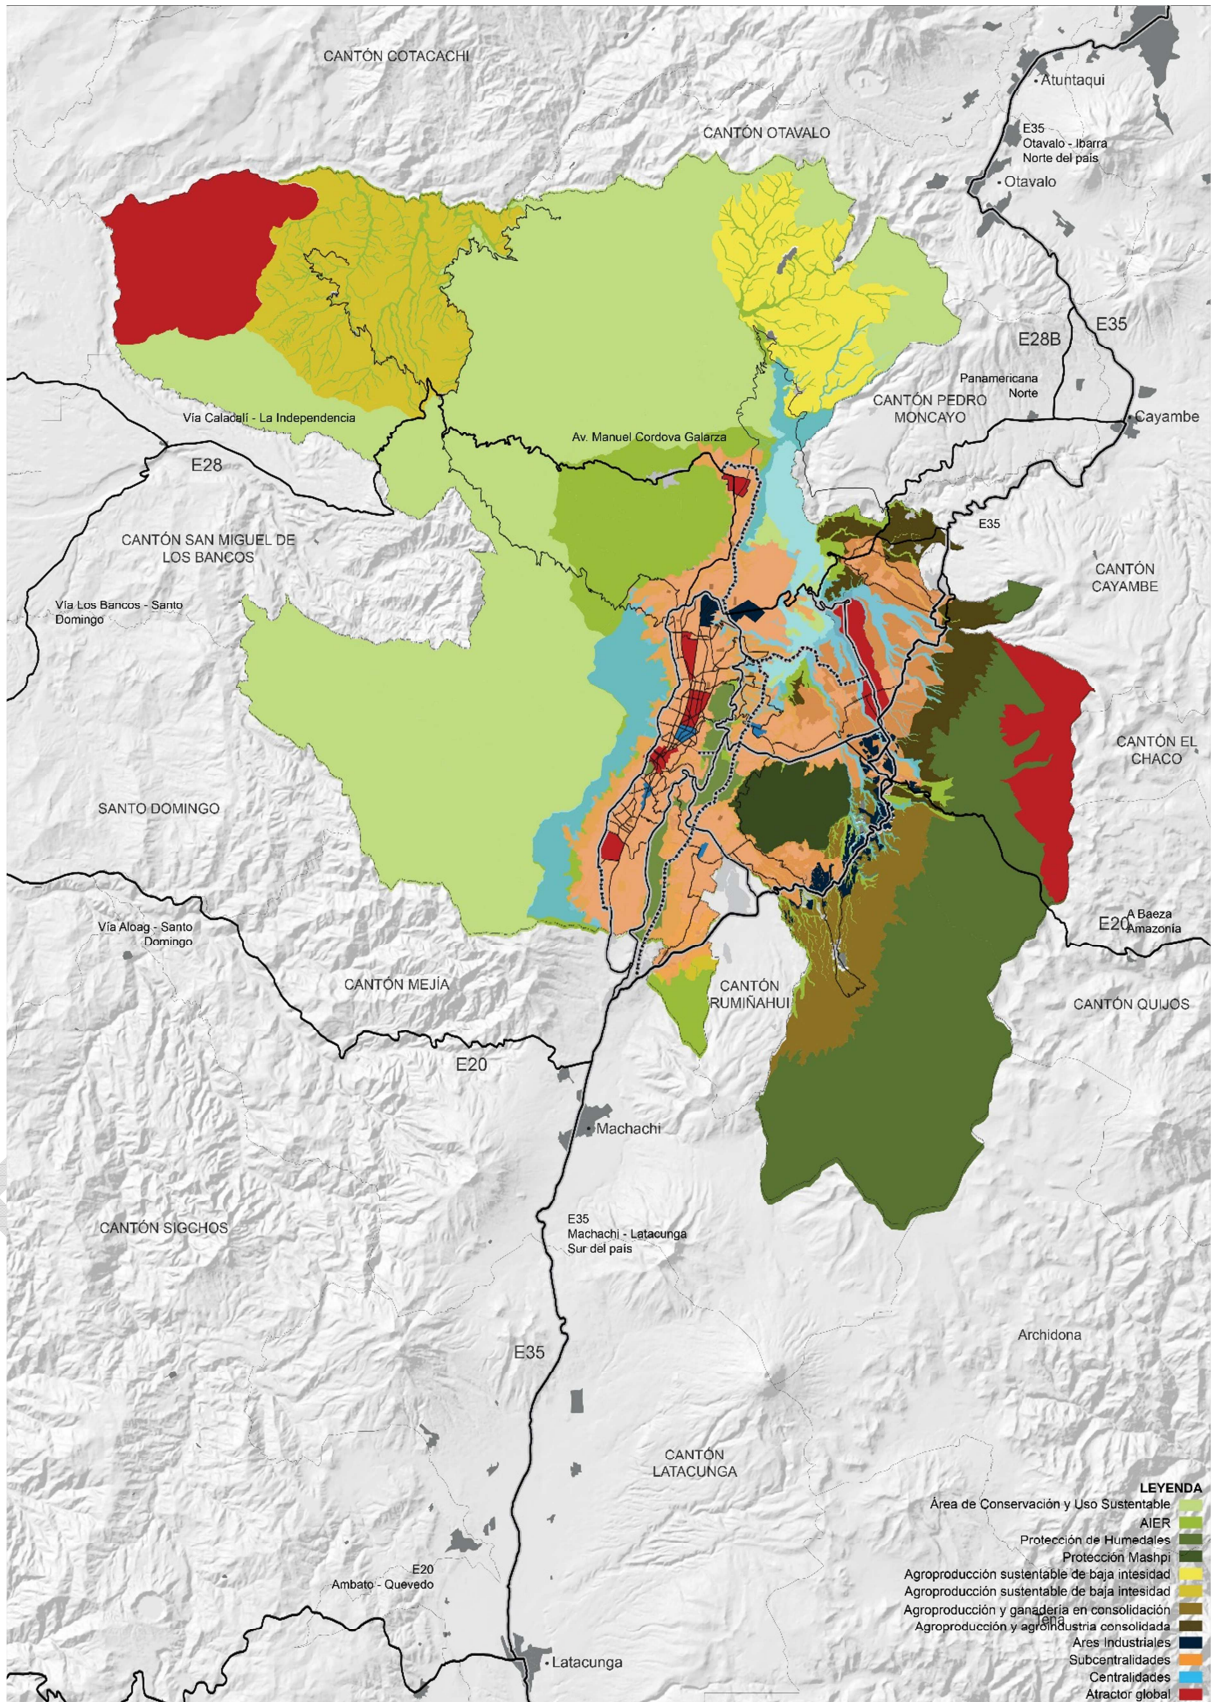 CANTÓN COTACACHI
Atuntaqui
CANTÓN OTAVALO
E35
Otavalo - Ibarra
Norte del país
Otavalo
E35
E28B
Panamericana
Norte
CANTÓN PEDRO
MONCAYO
Cayambe
Vía Calacalí - La Independencia
Av. Manuel Cordova Galarza
E28
E35
CANTÓN SAN MIGUEL DE
LOS BANCOS
CANTÓN
CAYAMBE
Vía Los Bancos - Santo
Domingo
CANTÓN EL
CHACO
SANTO DOMINGO
Vía Aloag - Santo
Domingo
E20
A Baeza
Amazonía
CANTÓN MEJÍA
CANTÓN
RUMIÑAHUI
CANTÓN QUIJOS
E20
Machachi
CANTÓN SIGCHOS
E35
Machachi - Latacunga
Sur del país
Archidona
E35
CANTÓN
LATACUNGA
E20
Ambato - Quevedo
Latacunga
Tena
LEYENDA
Área de Conservación y Uso Sustentable
AIER
Protección de Humedales
Protección Mashpi
Agroproducción sustentable de baja intesidad
Agroproducción sustentable de baja intesidad
Agroproducción y ganadería en consolidación
Agroproducción y agroindustria consolidada
Ares Industriales
Subcentralidades
Centralidades
Atractor global